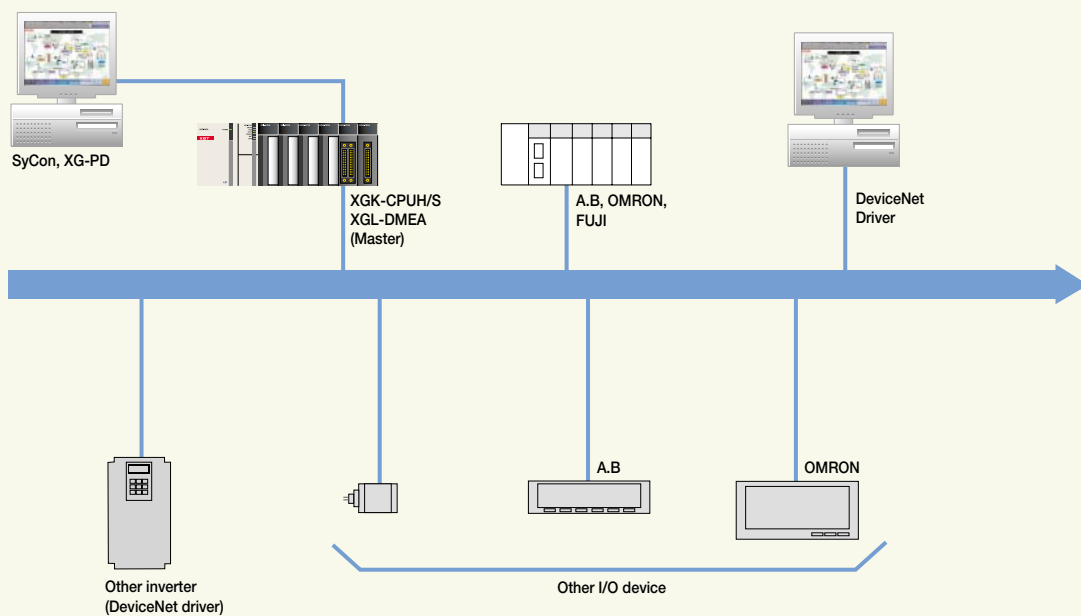 SyCon, XG-PD
XGK-CPUH/S
XGL-DMEA
(Master)
A.B, OMRON,
FUJI
DeviceNet
Driver
Other inverter
(DeviceNet driver)
A.B
OMRON
Other I/O device